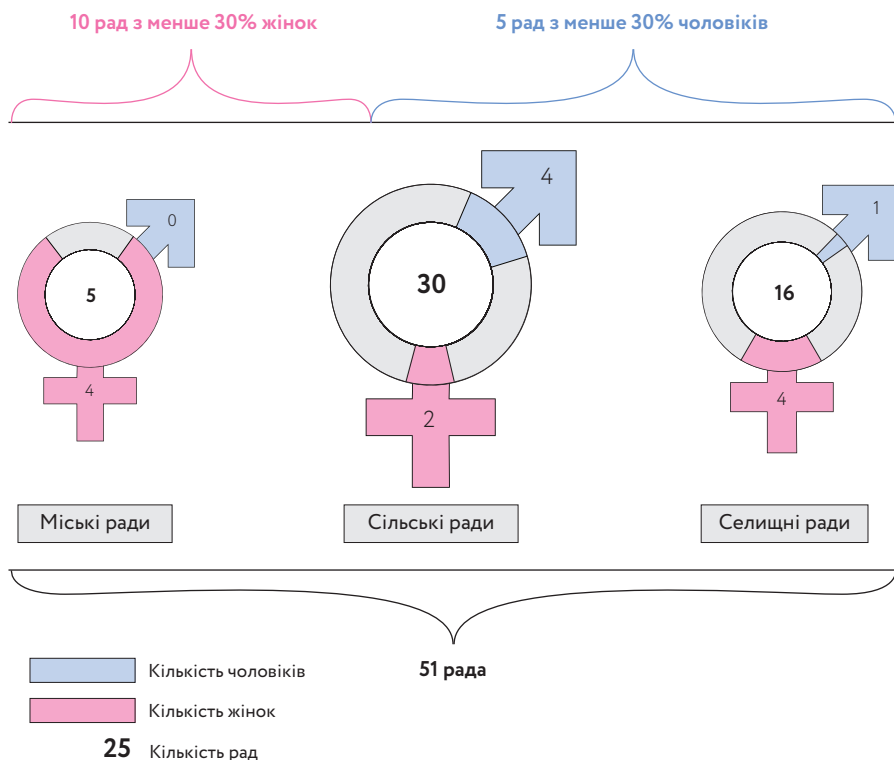 10 рад з менше 30% жінок
5 рад з менше 30% чоловіків
0
5
4
4
30
2
1
16
4
Міські ради
Сільські ради
Селищні ради
51 рада
Кількість чоловіків
Кількість жінок
25 Кількість рад